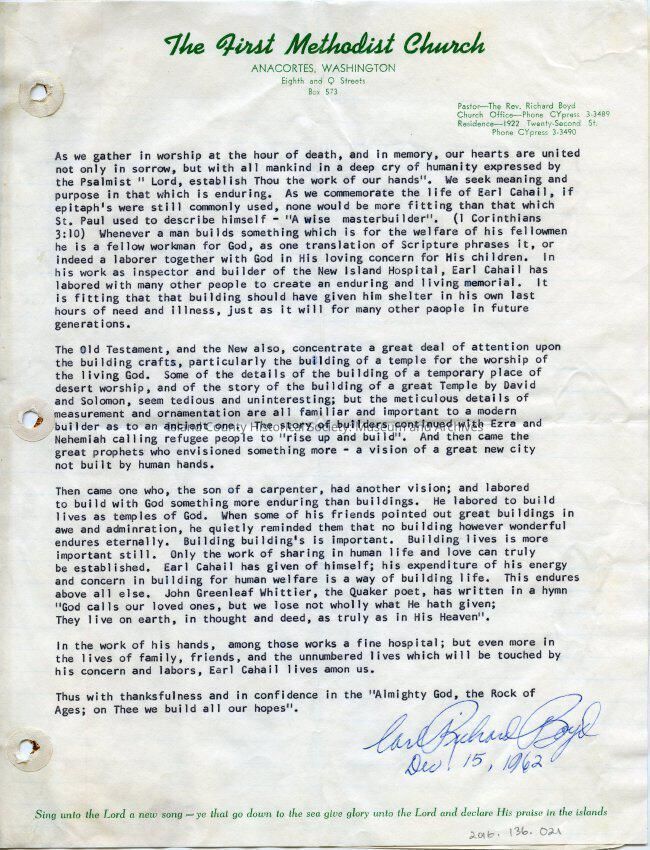 The First Methodist Church
ANACORTES, WASHINGTON
Eighth and Q Streets
Box 573
Pastor—The Rev. Richard Boyd
Church Office—Phone CYpress 3-3489
Residence—1922 Twenty-Second St.
Phone CYpress 3-3490
As we gather in worship at the hour of death, and in memory, our hearts are united
not only in sorrow, but with all mankind in a deep cry of humanity expressed by
the Psalmist " Lord, establish Thou the work of our hands". We seek meaning and
purpose in that which is enduring. As we commemorate the life of Earl Cahail, if
epitaph's were still commonly used, none would be more fitting than that which
St. Paul used to describe himself - "A wise masterbuilder". (1 Corinthians
3:10) Whenever a man builds something which is for the welfare of his fellowmen
he is a fellow workman for God, as one translation of Scripture phrases it, or
indeed a laborer together with God in His loving concern for His children. In
his work as inspector and builder of the New Island Hospital, Earl Cahail has
labored with many other people to create an enduring and living memorial. It
is fitting that that building should have given him shelter in his own last
hours of need and illness, just as it will for many other paople in future
generations.
The Old Testament, and the New also, concentrate a great deal of attention upon
the building crafts, particularly the building of a temple for the worship of
the living God. Some of the details of the building of a temporary place of
desert worship, and of the story of the building of a great Temple by David
and Solomon, seem tedious and uninteresting; but the meticulous details of
measurement and ornamentation are all familiar and important to a modern
builder as to an ancient one. The story of builders continued with Ezra and
Nehemiah calling refugee people to "rise up and build". And then came the
great prophets who envisioned something more - a vision of a great new city
not built by human hands.
Then came one who, the son of a carpenter, had another vision; and labored
to build with God something more enduring than buildings. He labored to build
lives as temples of God. When some of his friends pointed out great buildings in
awe and adminration, he quietly reminded them that no building however wonderful
endures eternally. Building building's is important. Building lives is more
important still. Only the work of sharing in human life and love can truly
be established. Earl Cahail has given of himself; his expenditure of his energy
and concern in building for human welfare is a way of building life. This endures
above all else. John Greenleaf Whittier, the Quaker poet, has written in a hymn
"God calls our loved ones, but we lose not wholly what He hath given;
They live on earth, in thought and deed, as truly as in His Heaven".
In the work of his hands, among those works a fine hospital; but even more in
the lives of family, friends, and the unnumbered lives which will be touched by
his concern and labors, Earl Cahail lives amon us.
Thus with thanksfulness and in confidence in the "Almighty God, the Rock of
Ages; on Thee we build all our hopes".
Carl Richard Boyd
Dec. 15, 1962
Sing unto the Lord a new song — ye that go down to the sea give glory unto the Lord and declare His praise in the islands
2016.136.021